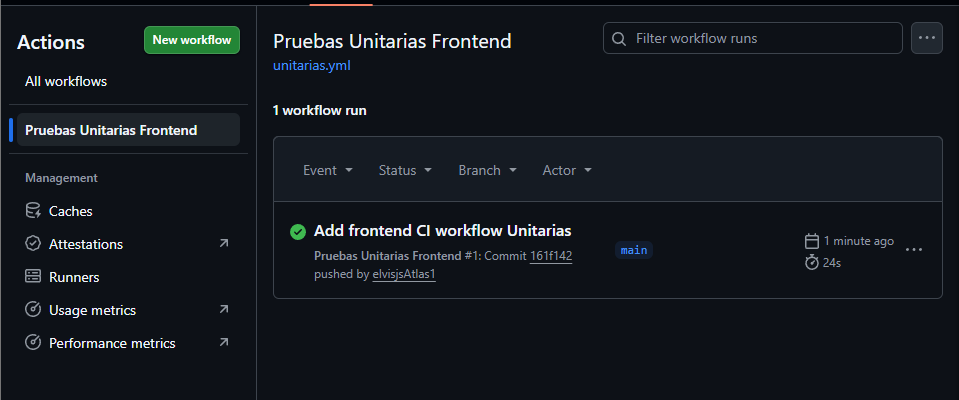 Actions
New workflow
All workflows
Pruebas Unitarias Frontend
Management
Caches
Attestations
Runners
Usage metrics
Performance metrics
Pruebas Unitarias Frontend
unitarias.yml
Filter workflow runs
1 workflow run
Event Status Branch Actor
Add frontend CI workflow Unitarias
Pruebas Unitarias Frontend #1: Commit 161f142
pushed by elvisjsAtlas1
main
1 minute ago
24s